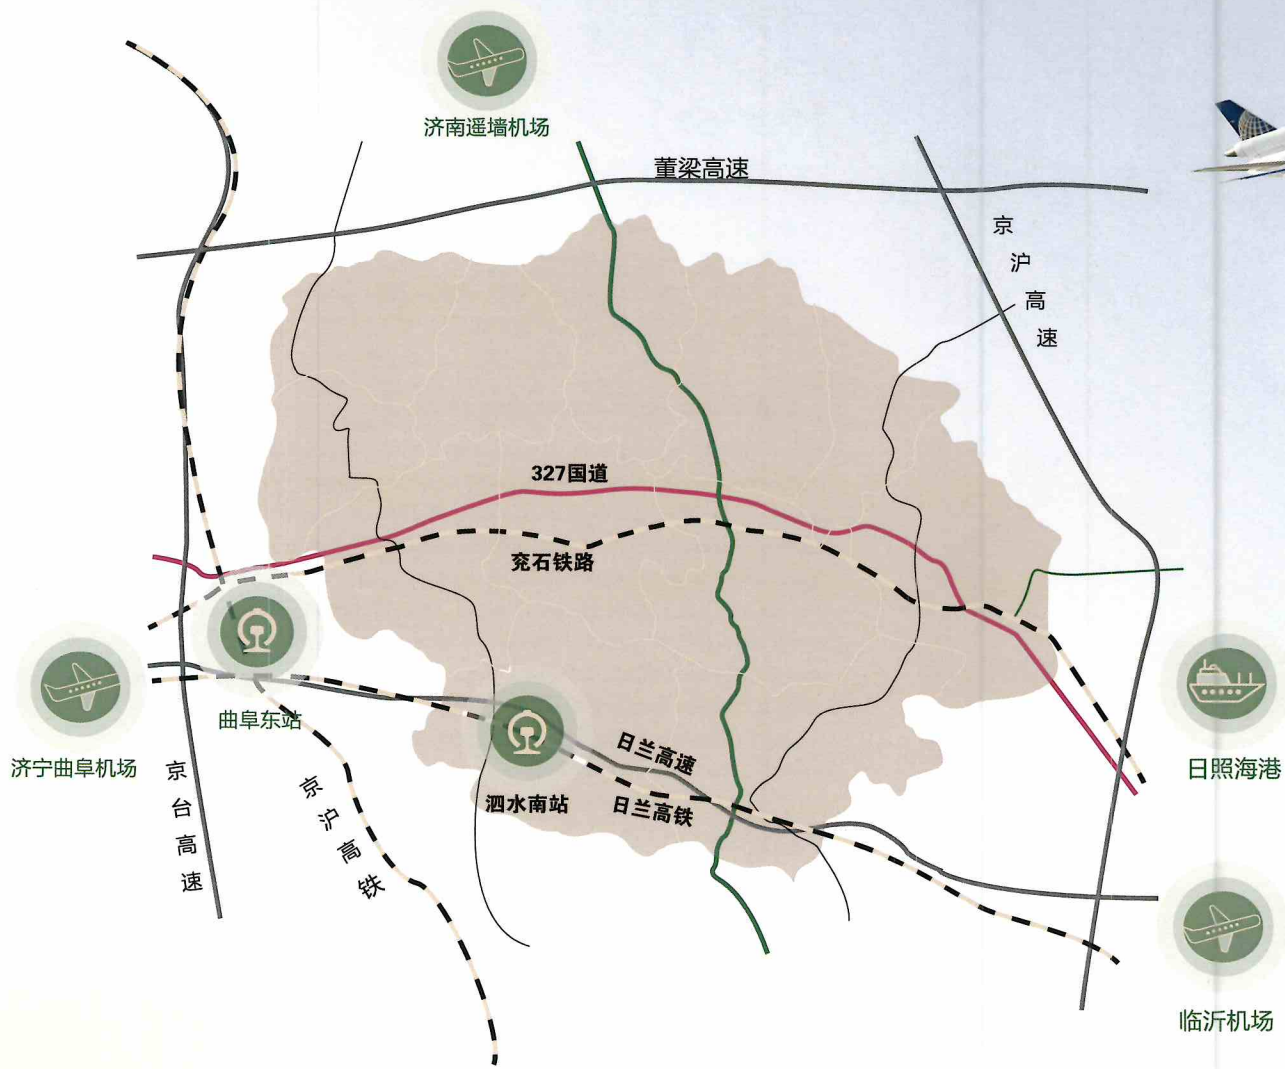 济南遥墙机场
董梁高速
京沪高速
327国道
兖石铁路
曲阜东站
济宁曲阜机场
京台高速
京沪高铁
泗水南站
日兰高速
日兰高铁
日照海港
临沂机场